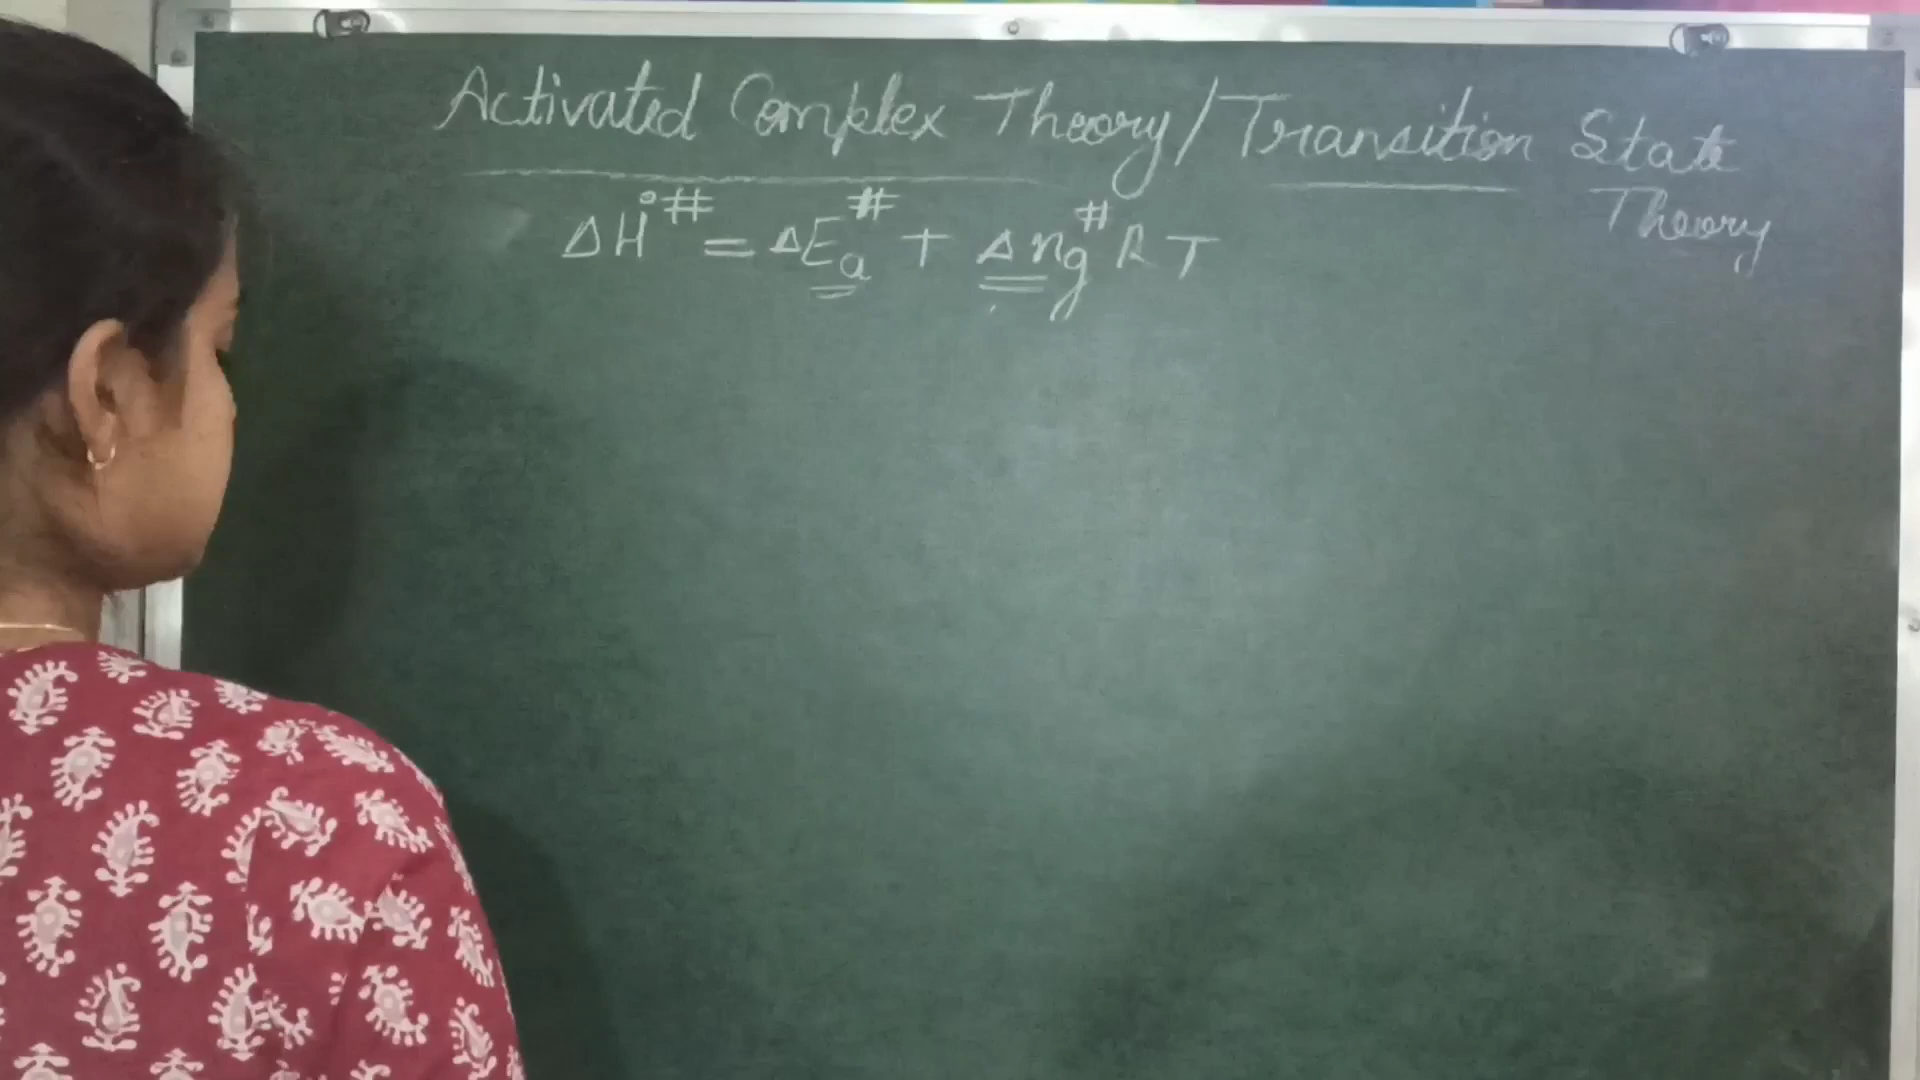 Activated Complex Theory/Transition State
Theory
ΔH°# = ΔEa# + Δng# RT